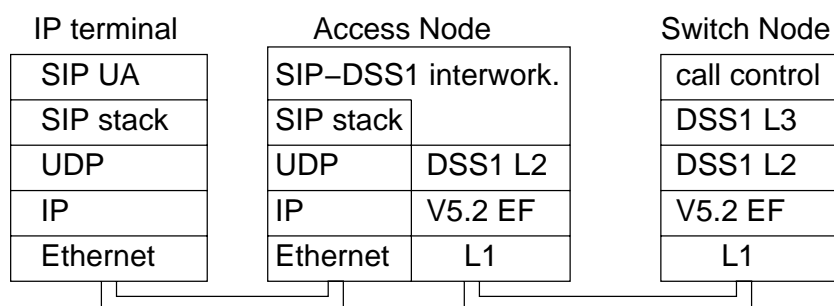 IP terminal Access Node Switch Node
SIP UA SIP−DSS1 interwork. call control
SIP stack SIP stack DSS1 L3
UDP UDP DSS1 L2 DSS1 L2
IP IP V5.2 EF V5.2 EF
Ethernet Ethernet L1 L1